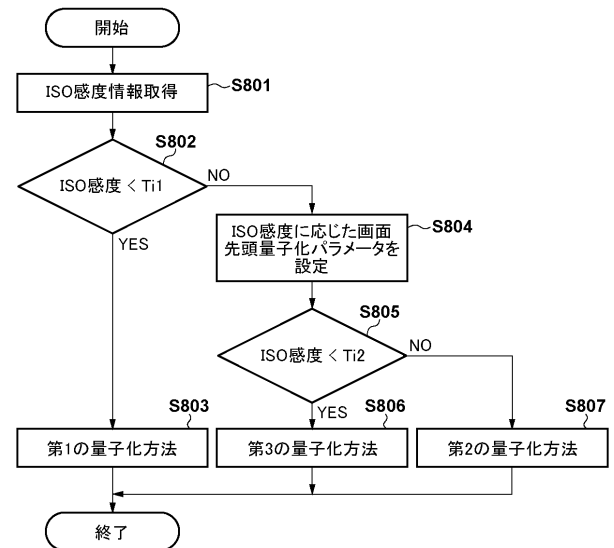 開始
ISO感度情報取得
S801
S802
ISO感度 < Ti1
NO
YES
ISO感度に応じた画面
先頭量子化パラメータを
設定
S804
S805
ISO感度 < Ti2
NO
YES
S803
第1の量子化方法
S806
第3の量子化方法
S807
第2の量子化方法
終了